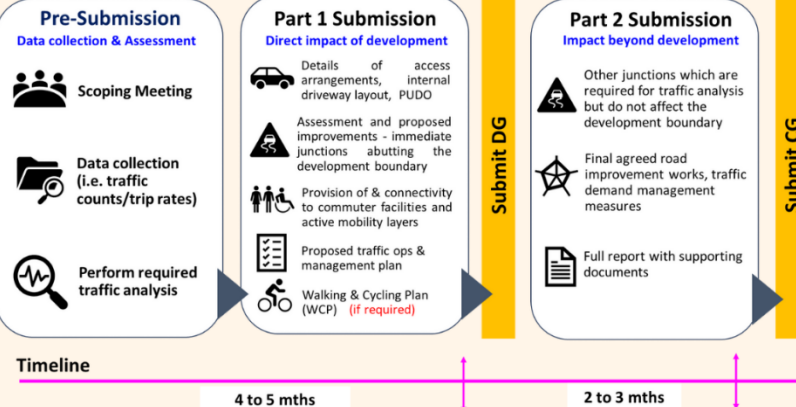 Pre-Submission
Data collection & Assessment
Scoping Meeting
Data collection
(i.e. traffic
counts/trip rates)
Perform required
traffic analysis
Part 1 Submission
Direct impact of development
Details of access
arrangements, internal
driveway layout, PUDO
Assessment and proposed
improvements - immediate
junctions abutting the
development boundary
Provision of & connectivity
to commuter facilities and
active mobility layers
Proposed traffic ops &
management plan
Walking & Cycling Plan
(WCP) (if required)
Submit DG
Part 2 Submission
Impact beyond development
Other junctions which are
required for traffic analysis
but do not affect the
development boundary
Final agreed road
improvement works, traffic
demand management
measures
Full report with supporting
documents
Submit CG
Timeline
4 to 5 mths
2 to 3 mths